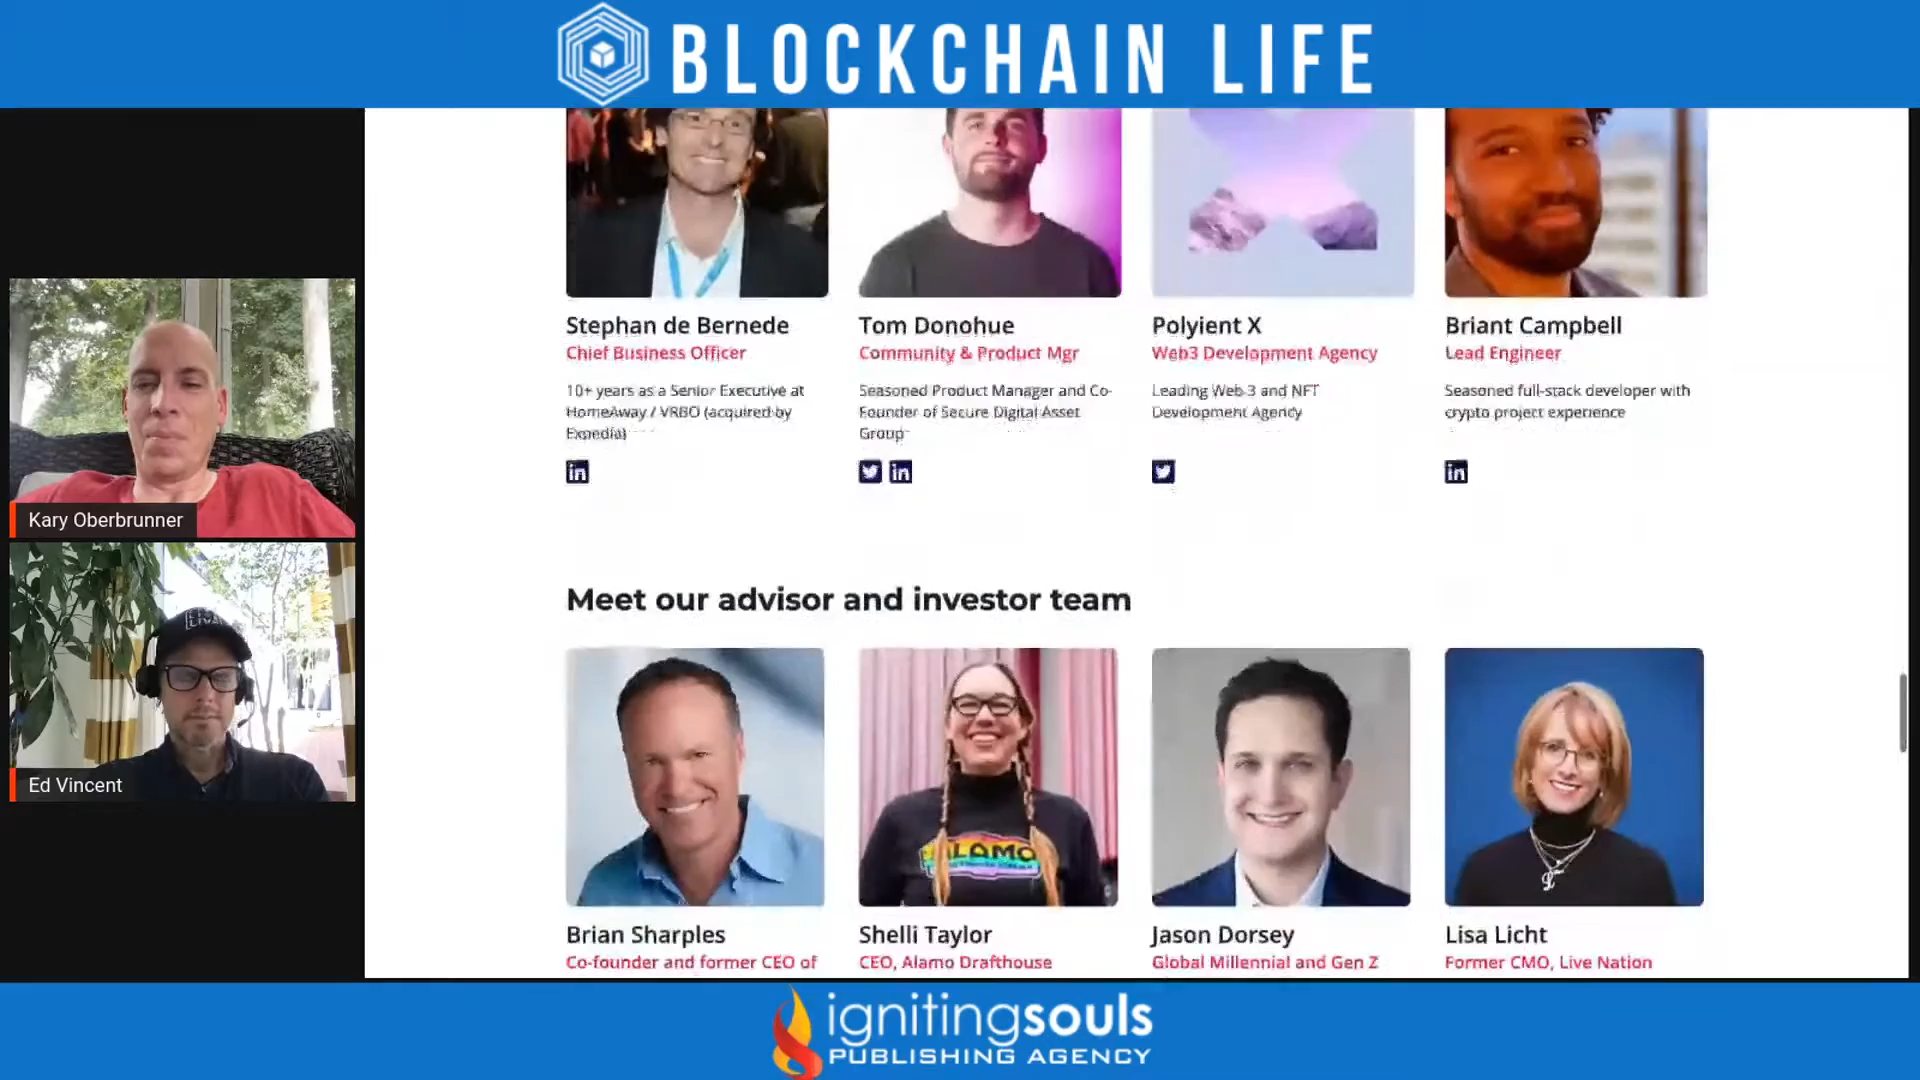 BLOCKCHAIN LIFE
Kary Oberbrunner
Ed Vincent
Stephan de Bernede
Chief Business Officer
10+ years as a Senior Executive at
HomeAway / VRBO (acquired by
Expedia)
Tom Donohue
Community & Product Mgr
Seasoned Product Manager and Co-
Founder of Secure Digital Asset
Group
Polyient X
Web3 Development Agency
Leading Web 3 and NFT
Development Agency
Briant Campbell
Lead Engineer
Seasoned full-stack developer with
crypto project experience
in
in
in
Meet our advisor and investor team
ALAMO
Brian Sharples
Co-founder and former CEO of
Shelli Taylor
CEO, Alamo Drafthouse
Jason Dorsey
Global Millennial and Gen Z
Lisa Licht
Former CMO, Live Nation
ignitingsouls
PUBLISHING AGENCY